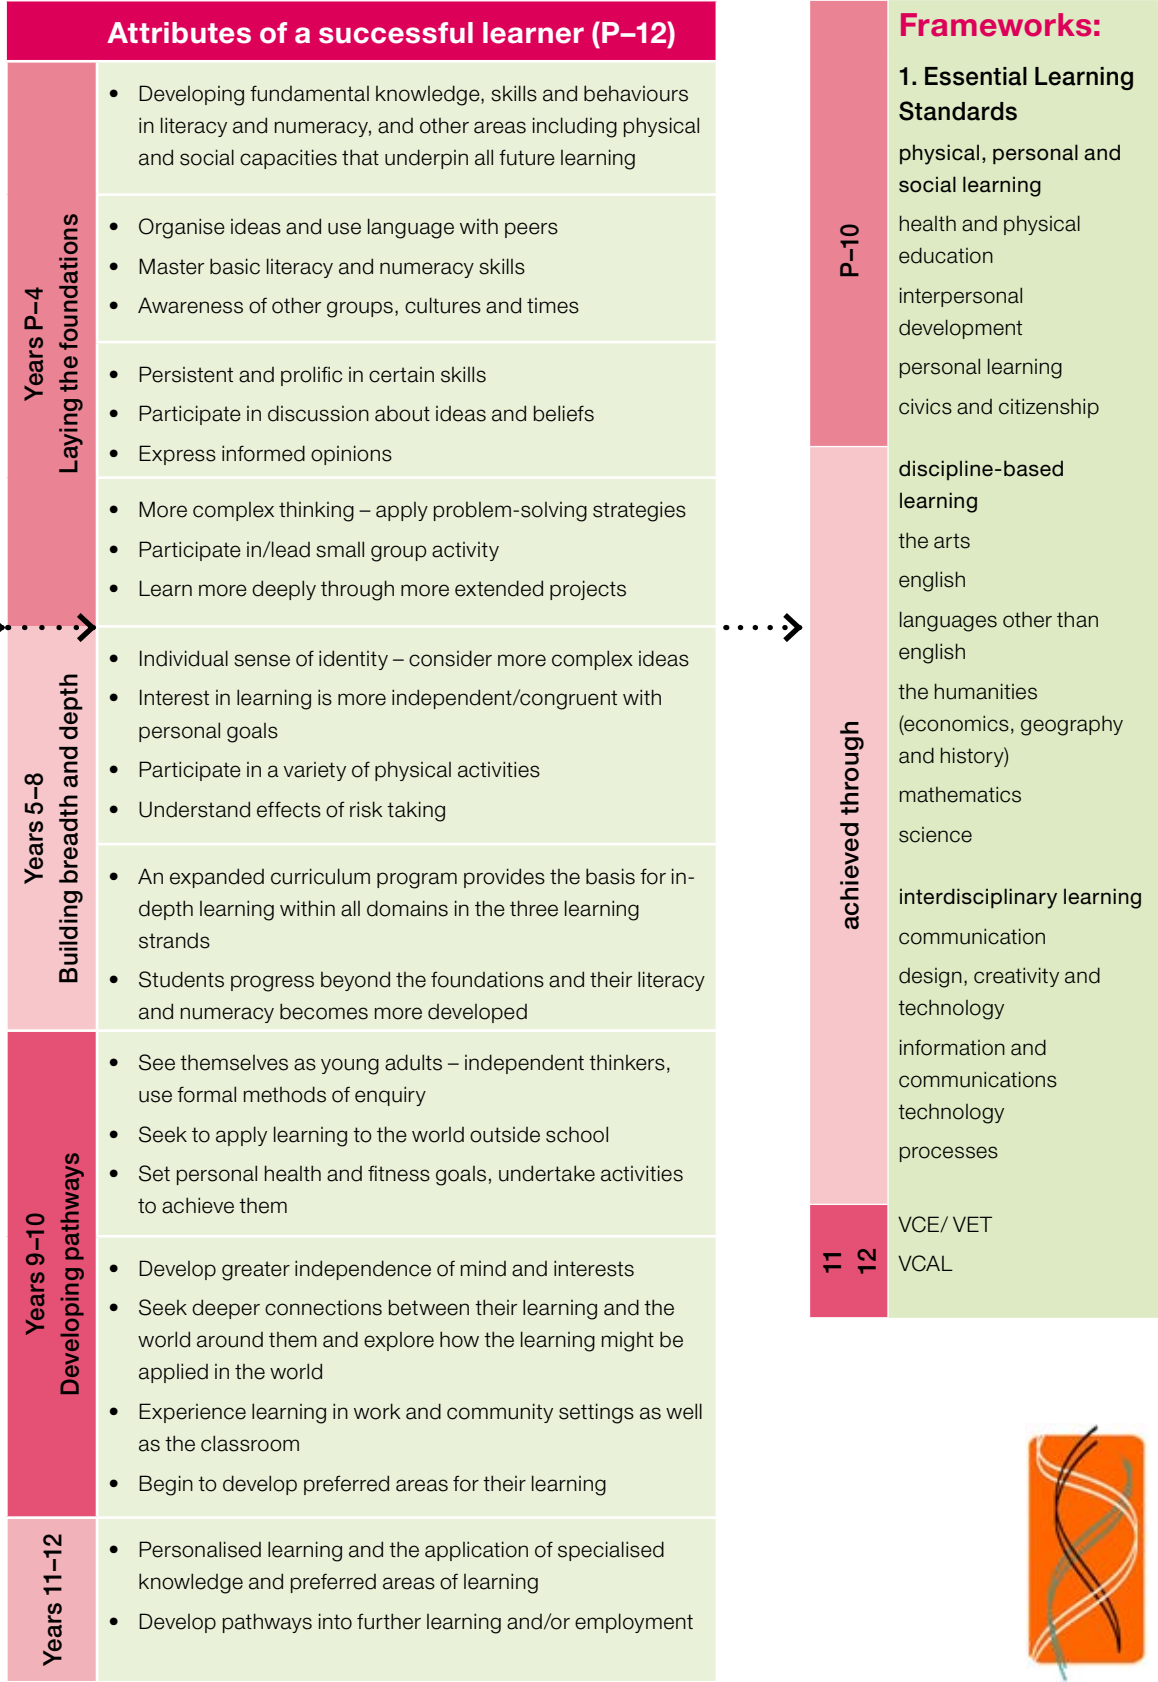 Attributes of a successful learner (P–12)
Years P–4
Laying the foundations
• Developing fundamental knowledge, skills and behaviours
in literacy and numeracy, and other areas including physical
and social capacities that underpin all future learning
• Organise ideas and use language with peers
• Master basic literacy and numeracy skills
• Awareness of other groups, cultures and times
• Persistent and prolific in certain skills
• Participate in discussion about ideas and beliefs
• Express informed opinions
• More complex thinking – apply problem-solving strategies
• Participate in/lead small group activity
• Learn more deeply through more extended projects
Years 5–8
Building breadth and depth
• Individual sense of identity – consider more complex ideas
• Interest in learning is more independent/congruent with
personal goals
• Participate in a variety of physical activities
• Understand effects of risk taking
• An expanded curriculum program provides the basis for in-
depth learning within all domains in the three learning
strands
• Students progress beyond the foundations and their literacy
and numeracy becomes more developed
Years 9–10
Developing pathways
• See themselves as young adults – independent thinkers,
use formal methods of enquiry
• Seek to apply learning to the world outside school
• Set personal health and fitness goals, undertake activities
to achieve them
• Develop greater independence of mind and interests
• Seek deeper connections between their learning and the
world around them and explore how the learning might be
applied in the world
• Experience learning in work and community settings as well
as the classroom
• Begin to develop preferred areas for their learning
Years 11–12
• Personalised learning and the application of specialised
knowledge and preferred areas of learning
• Develop pathways into further learning and/or employment
P–10
Frameworks:
1. Essential Learning
Standards
physical, personal and
social learning
health and physical
education
interpersonal
development
personal learning
civics and citizenship
achieved through
discipline-based
learning
the arts
english
languages other than
english
the humanities
(economics, geography
and history)
mathematics
science
interdisciplinary learning
communication
design, creativity and
technology
information and
communications
technology
processes
11
12
VCE/ VET
VCAL